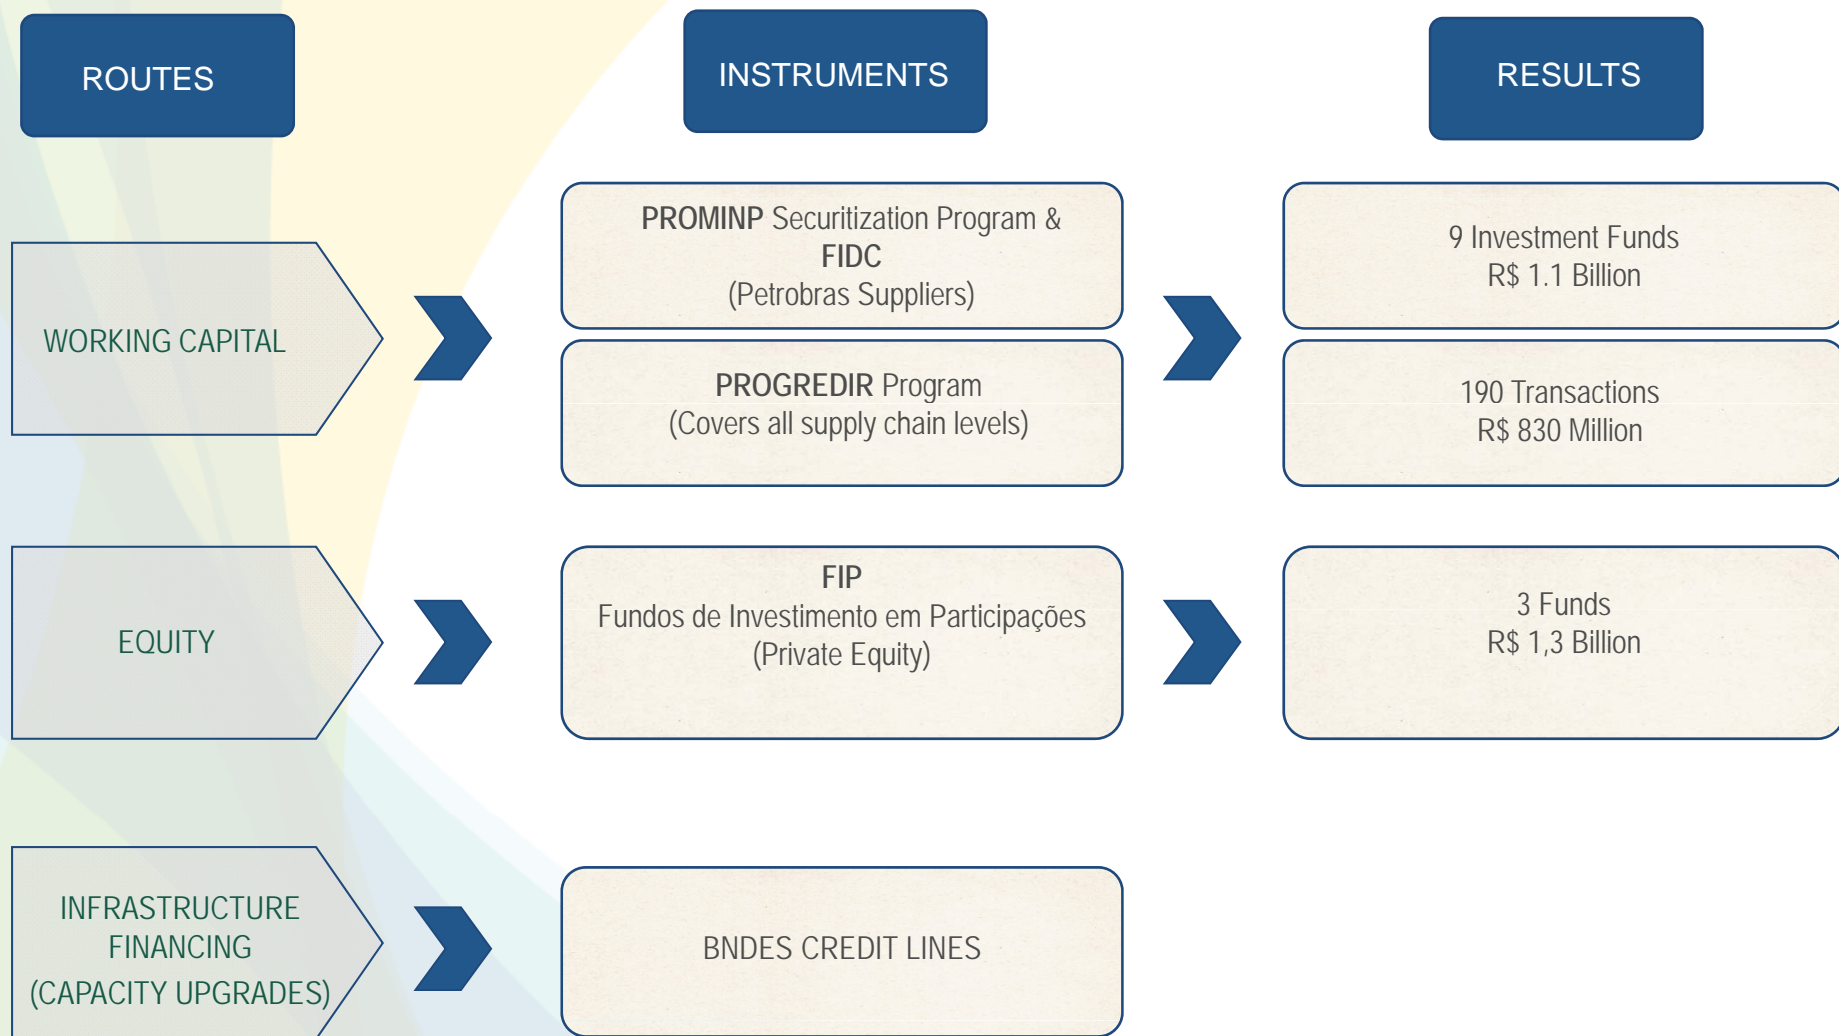 ROUTES
INSTRUMENTS
RESULTS
WORKING CAPITAL
PROMINP Securitization Program &
FIDC
(Petrobras Suppliers)
9 Investment Funds
R$ 1.1 Billion
PROGREDIR Program
(Covers all supply chain levels)
190 Transactions
R$ 830 Million
EQUITY
FIP
Fundos de Investimento em Participações
(Private Equity)
3 Funds
R$ 1,3 Billion
INFRASTRUCTURE
FINANCING
(CAPACITY UPGRADES)
BNDES CREDIT LINES